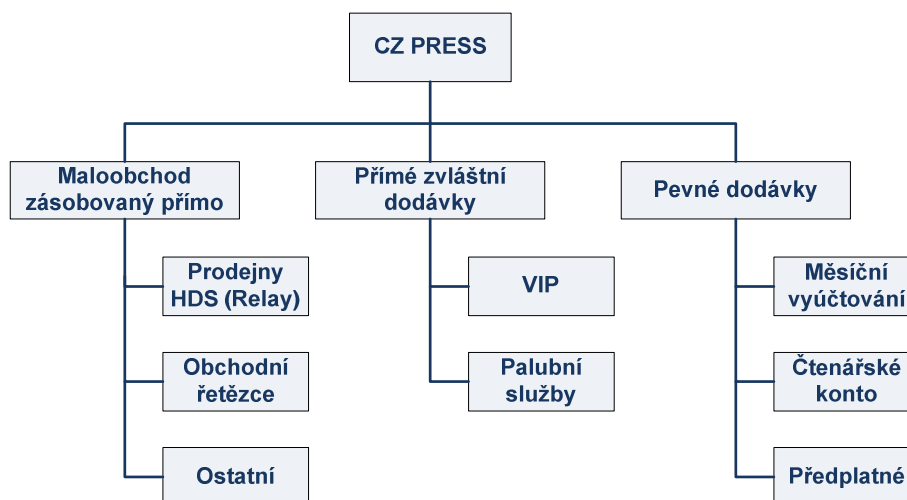 CZ PRESS
Maloobchod
zásobovaný přímo
Přímé zvláštní
dodávky
Pevné dodávky
Prodejny
HDS (Relay)
VIP
Měsíční
vyúčtování
Obchodní
řetězce
Palubní
služby
Čtenářské
konto
Ostatní
Předplatné